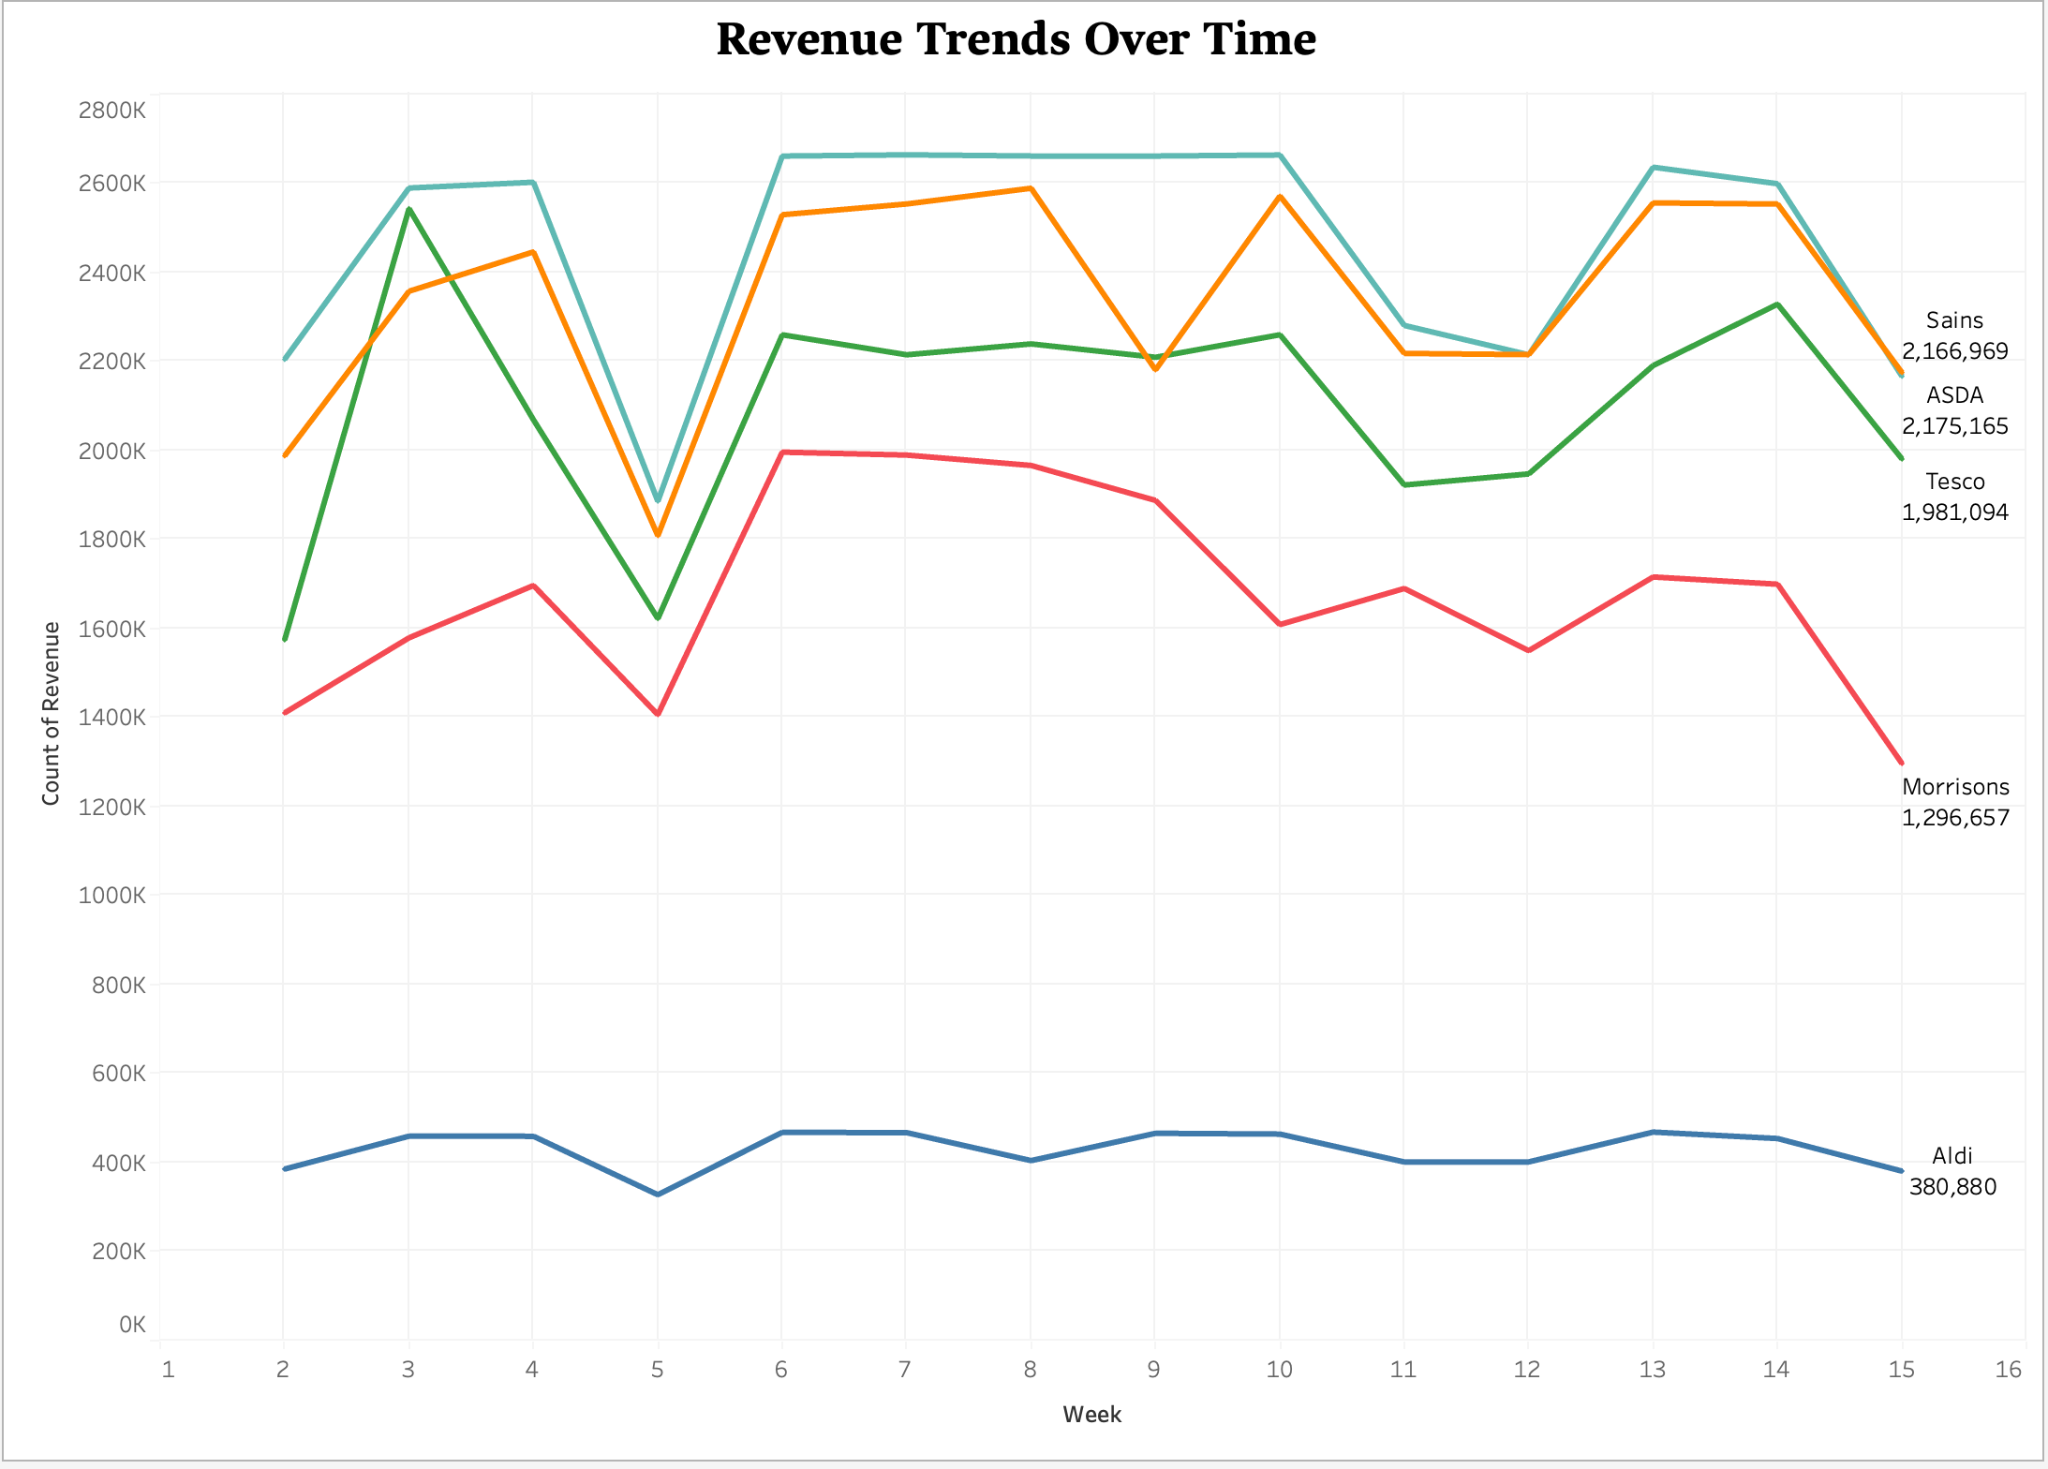 Revenue Trends Over Time
2800K
2600K
2400K
2200K
2000K
1800K
1600K
1400K
1200K
1000K
800K
600K
400K
200K
0K
Count of Revenue
Sains
2,166,969
ASDA
2,175,165
Tesco
1,981,094
Morrisons
1,296,657
Aldi
380,880
1 2 3 4 5 6 7 8 9 10 11 12 13 14 15 16
Week